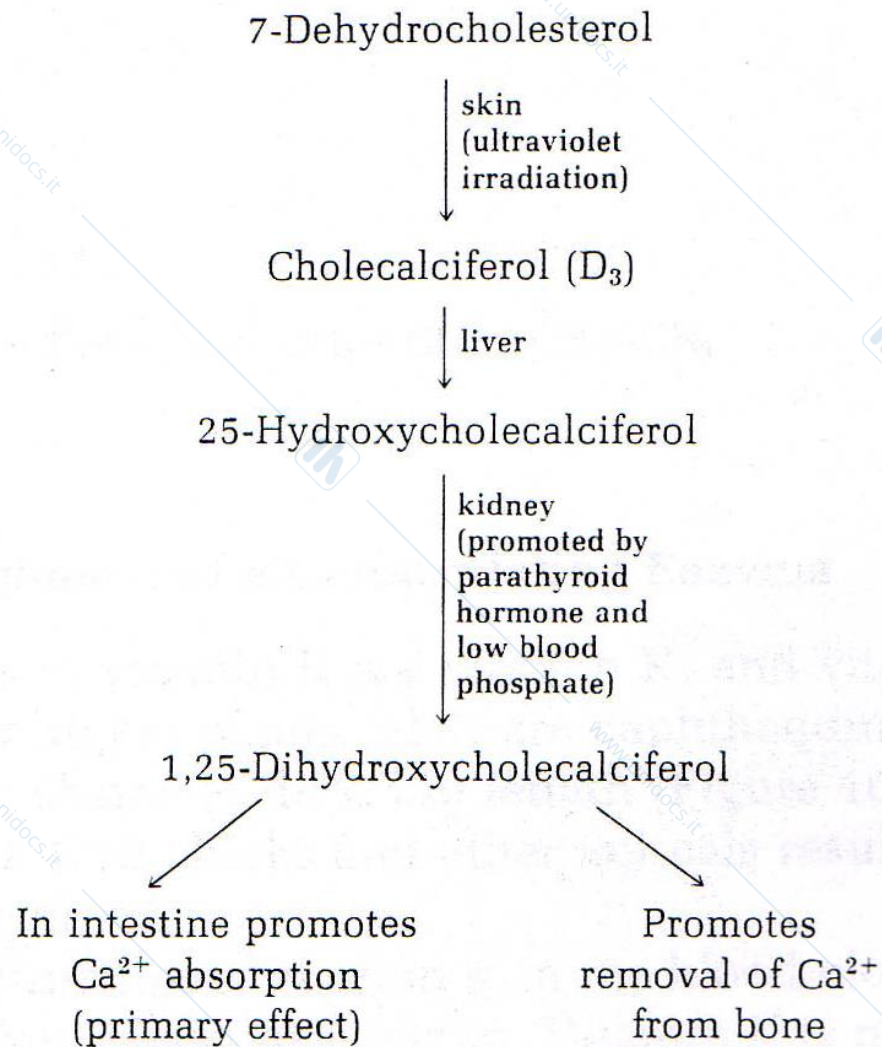 7-Dehydrocholesterol
skin
(ultraviolet
irradiation)
Cholecalciferol (D₃)
liver
25-Hydroxycholecalciferol
kidney
(promoted by
parathyroid
hormone and
low blood
phosphate)
1,25-Dihydroxycholecalciferol
In intestine promotes
Ca²⁺ absorption
(primary effect)
Promotes
removal of Ca²⁺
from bone